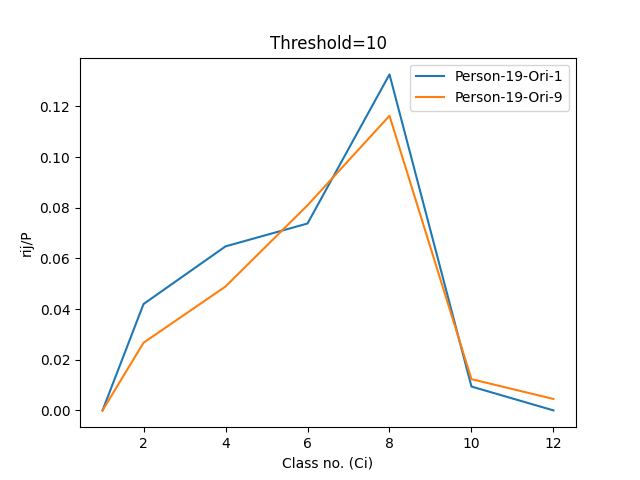 Threshold=10
Person-19-Ori-1
Person-19-Ori-9
0.12
0.10
0.08
0.06
0.04
0.02
0.00
rij/P
2 4 6 8 10 12
Class no. (Ci)